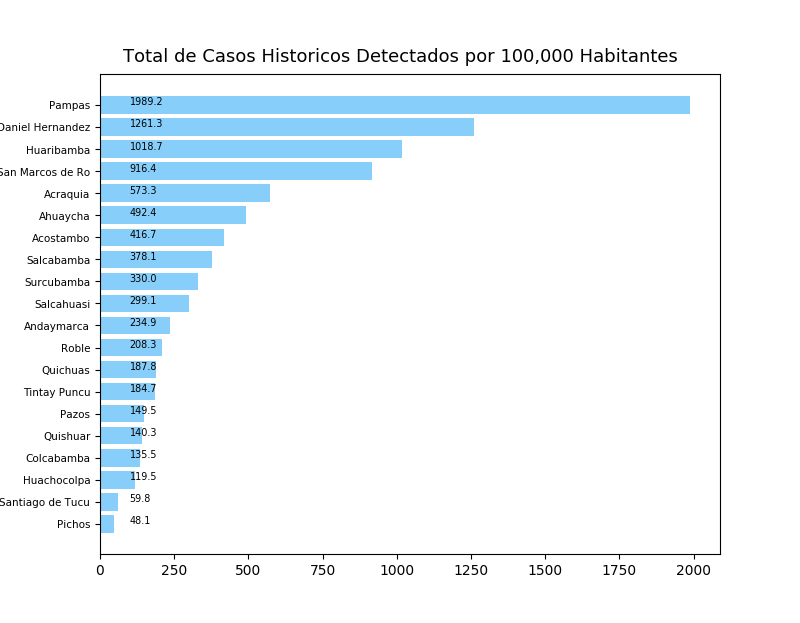 Total de Casos Historicos Detectados por 100,000 Habitantes
Pampas 1989.2
Daniel Hernandez 1261.3
Huaribamba 1018.7
San Marcos de Ro 916.4
Acraquia 573.3
Ahuaycha 492.4
Acostambo 416.7
Salcabamba 378.1
Surcubamba 330.0
Salcahuasi 299.1
Andaymarca 234.9
Roble 208.3
Quichuas 187.8
Tintay Puncu 184.7
Pazos 149.5
Quishuar 140.3
Colcabamba 135.5
Huachocolpa 119.5
Santiago de Tucu 59.8
Pichos 48.1
0 250 500 750 1000 1250 1500 1750 2000